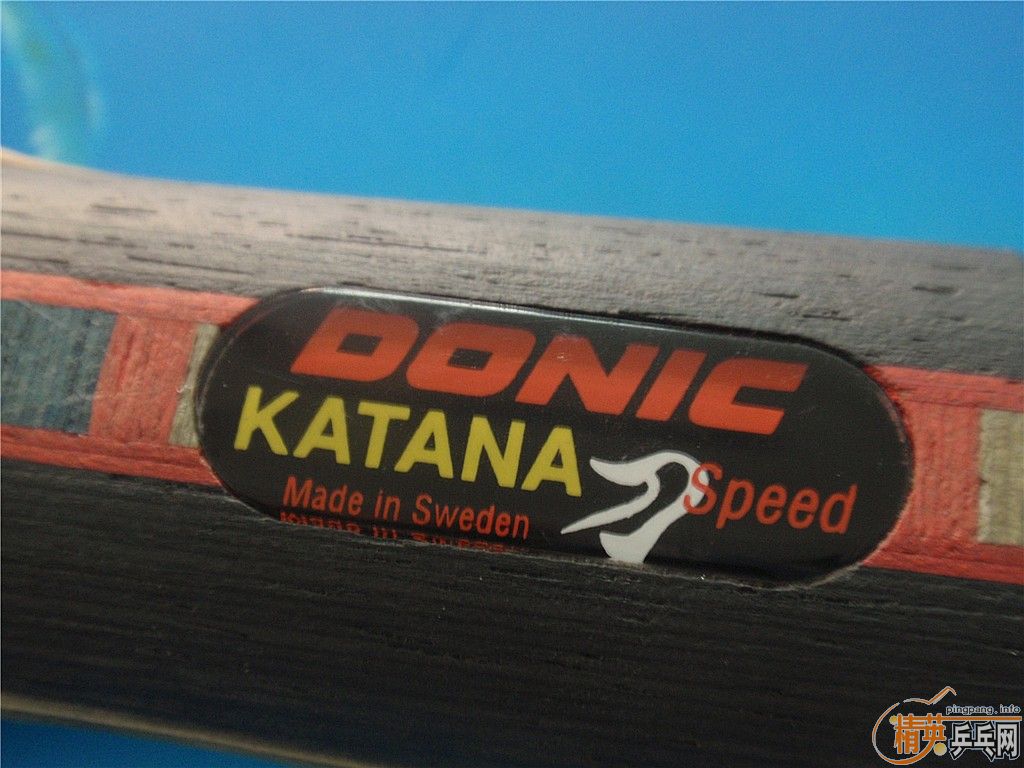 DONIC
KATANA
Speed
Made in Sweden
pingpang.info
精英乒乓网